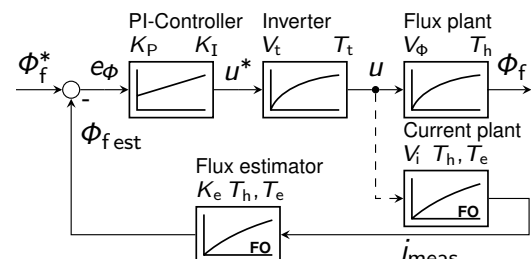 PI-Controller Inverter Flux plant
K_P K_I V_t T_t V_Φ T_h
Φ_f^* e_Φ u* u Φ_f
-
Φ_f est
Current plant
V_i T_h, T_e
Flux estimator
K_e T_h, T_e
FO
FO
i_meas